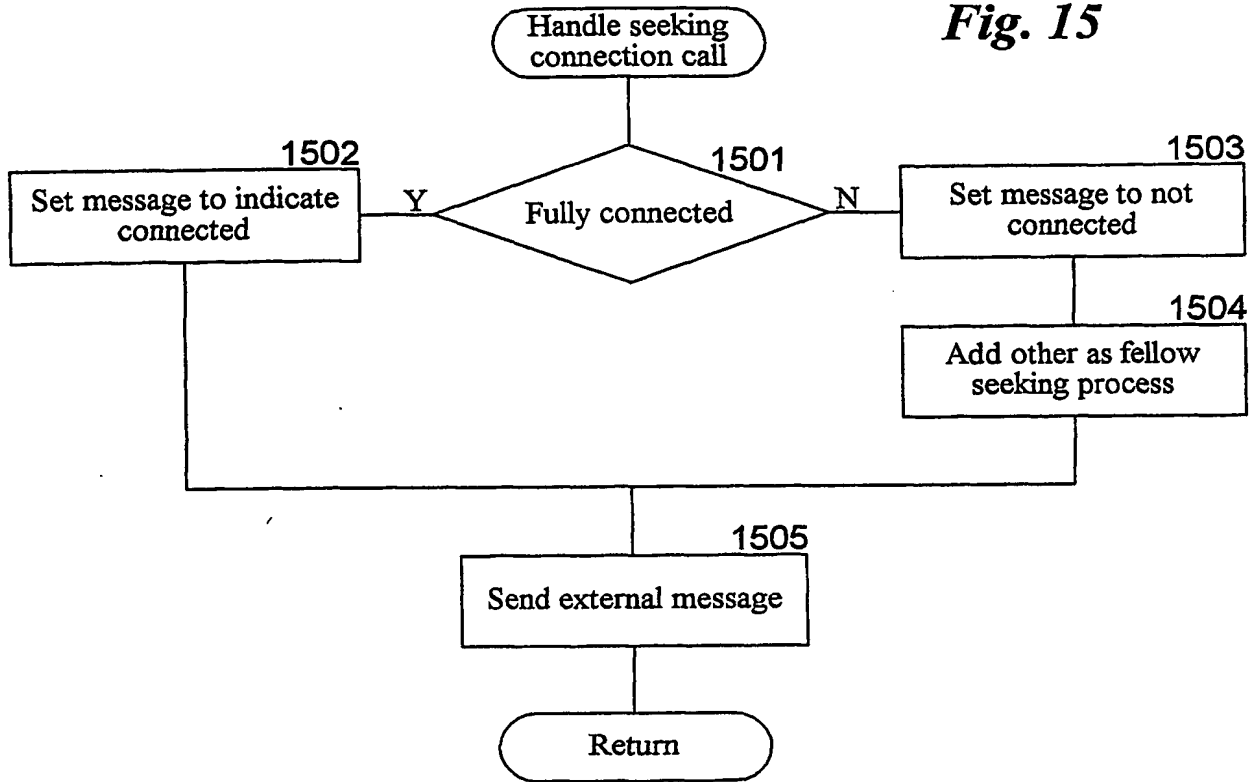 Fig. 15
Handle seeking
connection call
1501
Fully connected
Y
N
1502
Set message to indicate
connected
1503
Set message to not
connected
1504
Add other as fellow
seeking process
1505
Send external message
Return